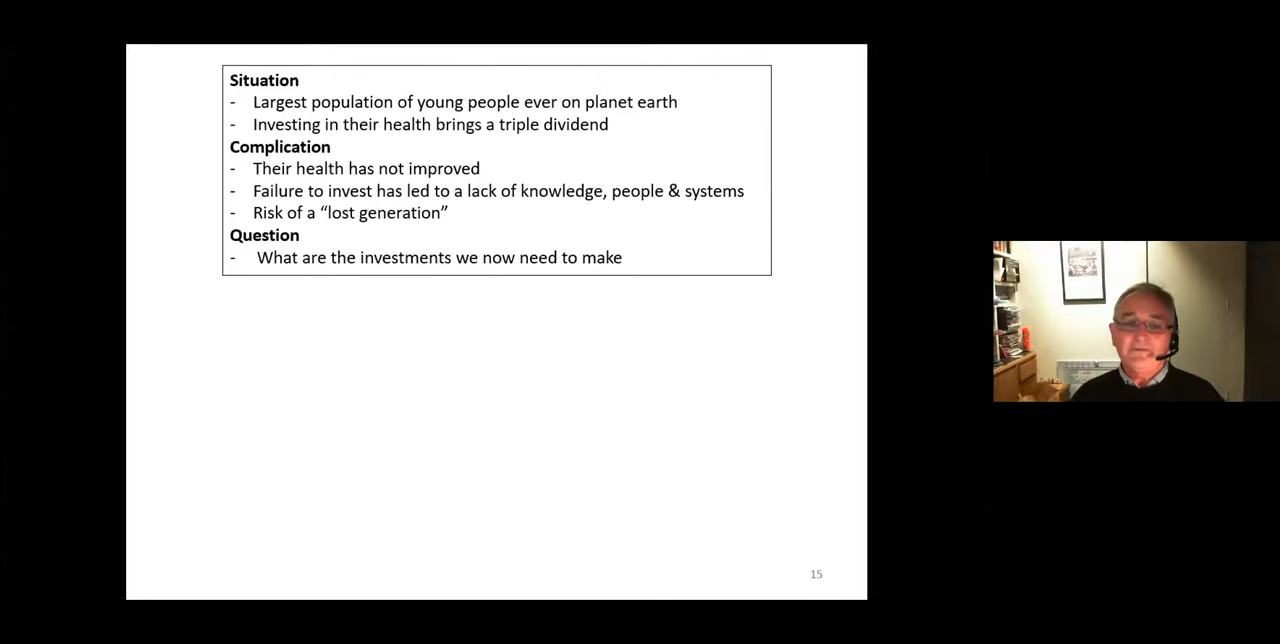 Situation
- Largest population of young people ever on planet earth
- Investing in their health brings a triple dividend
Complication
- Their health has not improved
- Failure to invest has led to a lack of knowledge, people & systems
- Risk of a “lost generation”
Question
- What are the investments we now need to make
15